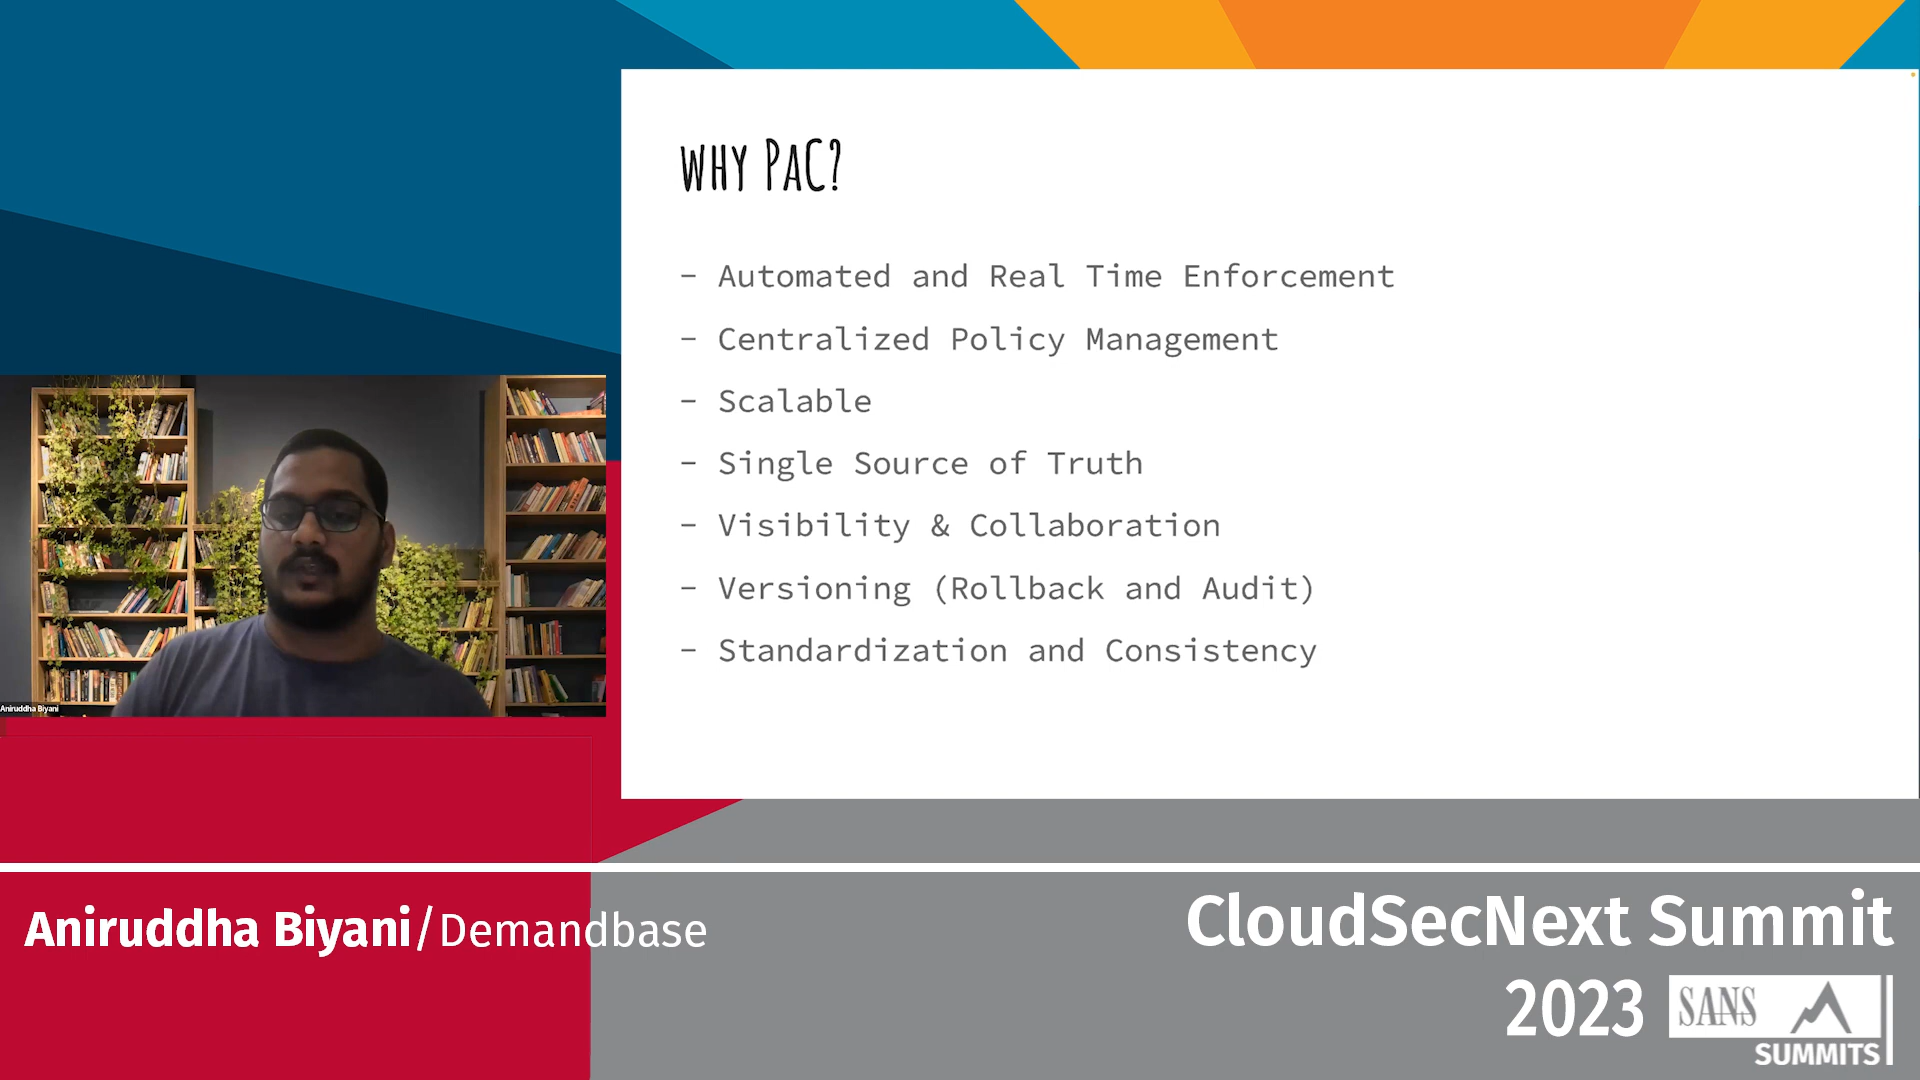 WHY PAC?
– Automated and Real Time Enforcement
– Centralized Policy Management
– Scalable
– Single Source of Truth
– Visibility & Collaboration
– Versioning (Rollback and Audit)
– Standardization and Consistency
Aniruddha Biyani
Aniruddha Biyani/Demandbase
CloudSecNext Summit
2023
SANS
SUMMITS